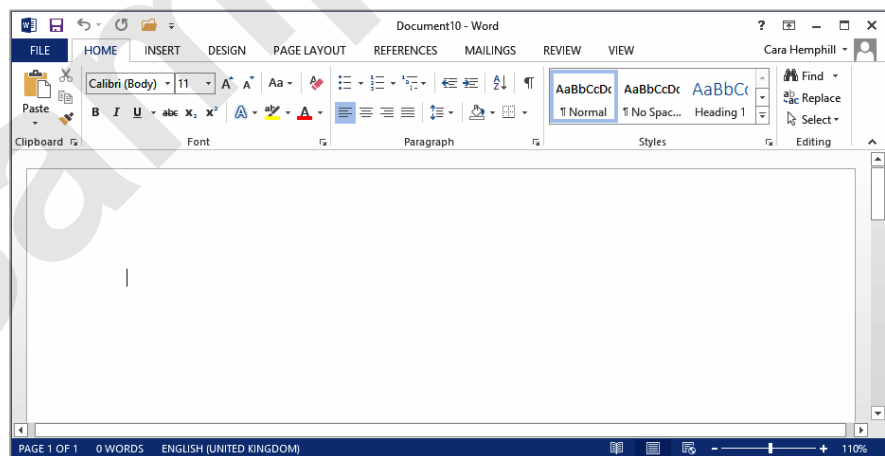 Document10 - Word
FILE HOME INSERT DESIGN PAGE LAYOUT REFERENCES MAILINGS REVIEW VIEW Cara Hemphill
Calibri (Body) 11 Aa AaBbCcDc AaBbCcDc AaBbCc Find
Paste B I U abc X₂ X² A aby A ¶ Normal ¶ No Spac... Heading 1 Replace
Select
Clipboard Font Paragraph Styles Editing
PAGE 1 OF 1 0 WORDS ENGLISH (UNITED KINGDOM) 110%